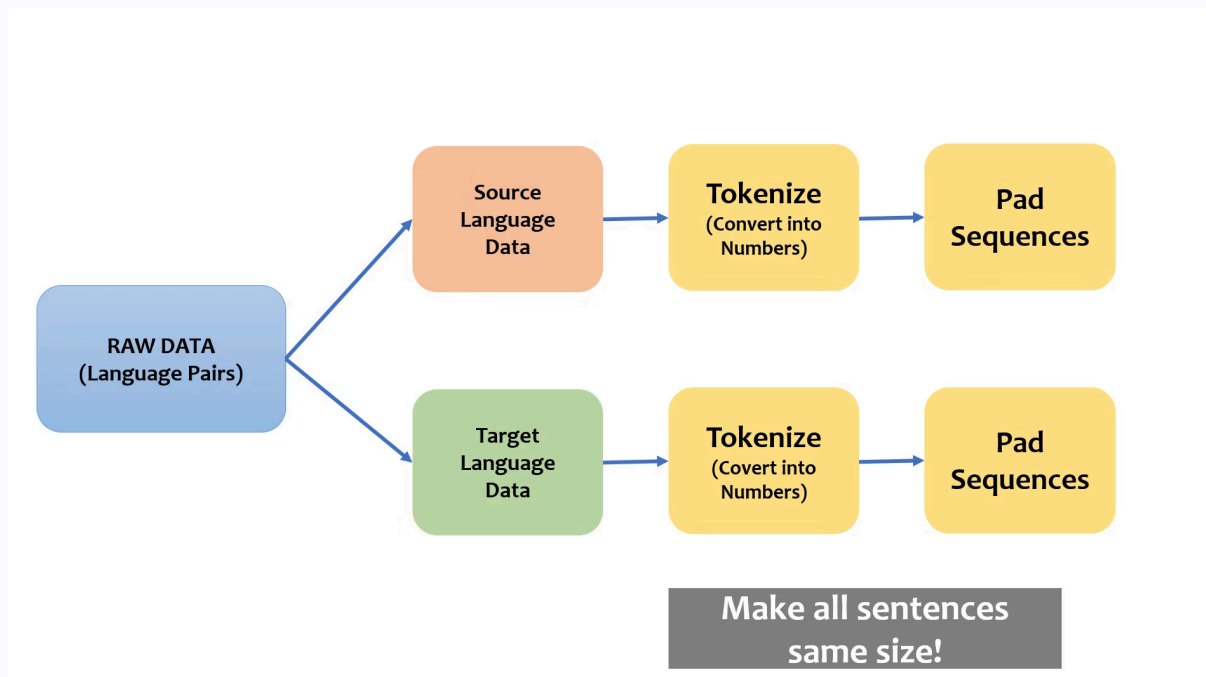 RAW DATA
(Language Pairs)
Source
Language
Data
Tokenize
(Convert into
Numbers)
Pad
Sequences
Target
Language
Data
Tokenize
(Covert into
Numbers)
Pad
Sequences
Make all sentences
same size!